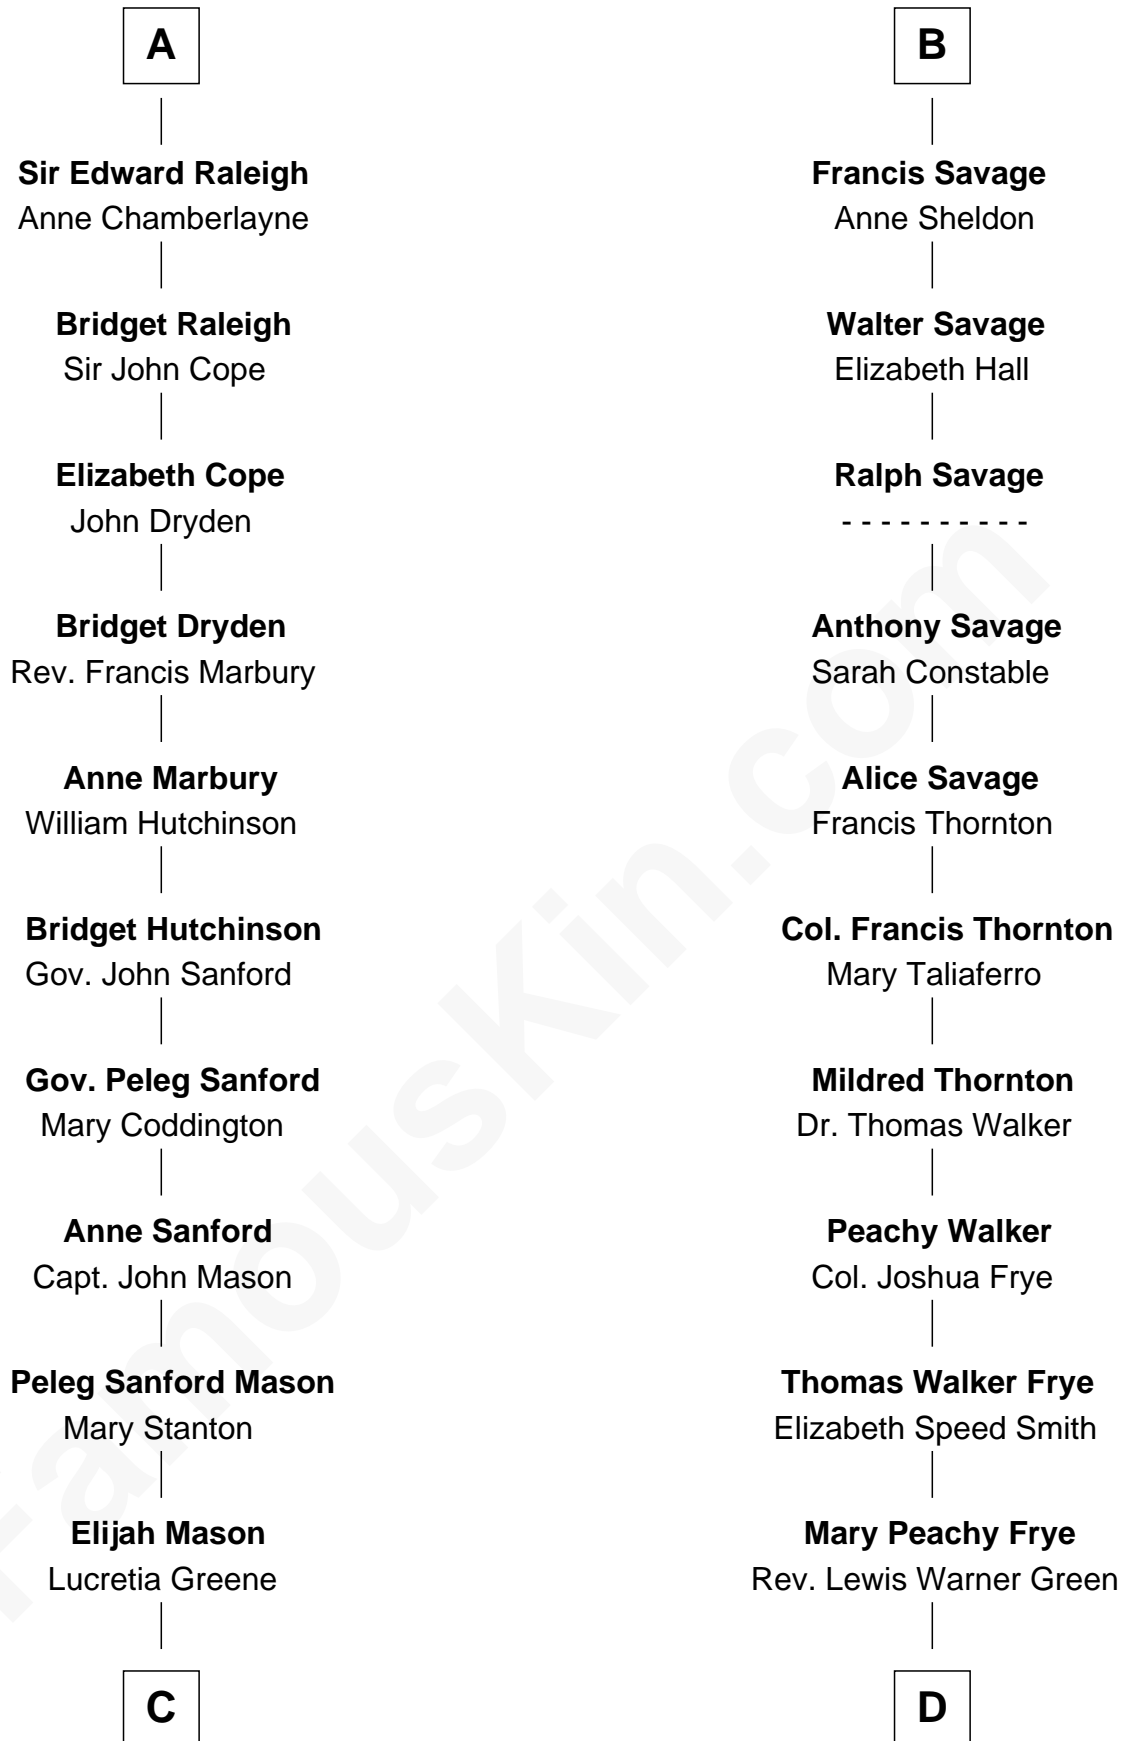 A
Sir Edward Raleigh
Anne Chamberlayne
Bridget Raleigh
Sir John Cope
Elizabeth Cope
John Dryden
Bridget Dryden
Rev. Francis Marbury
Anne Marbury
William Hutchinson
Bridget Hutchinson
Gov. John Sanford
Gov. Peleg Sanford
Mary Coddington
Anne Sanford
Capt. John Mason
Peleg Sanford Mason
Mary Stanton
Elijah Mason
Lucretia Greene
C
B
Francis Savage
Anne Sheldon
Walter Savage
Elizabeth Hall
Ralph Savage
- - - - - - - - - -
Anthony Savage
Sarah Constable
Alice Savage
Francis Thornton
Col. Francis Thornton
Mary Taliaferro
Mildred Thornton
Dr. Thomas Walker
Peachy Walker
Col. Joshua Frye
Thomas Walker Frye
Elizabeth Speed Smith
Mary Peachy Frye
Rev. Lewis Warner Green
D
FamousKin.com